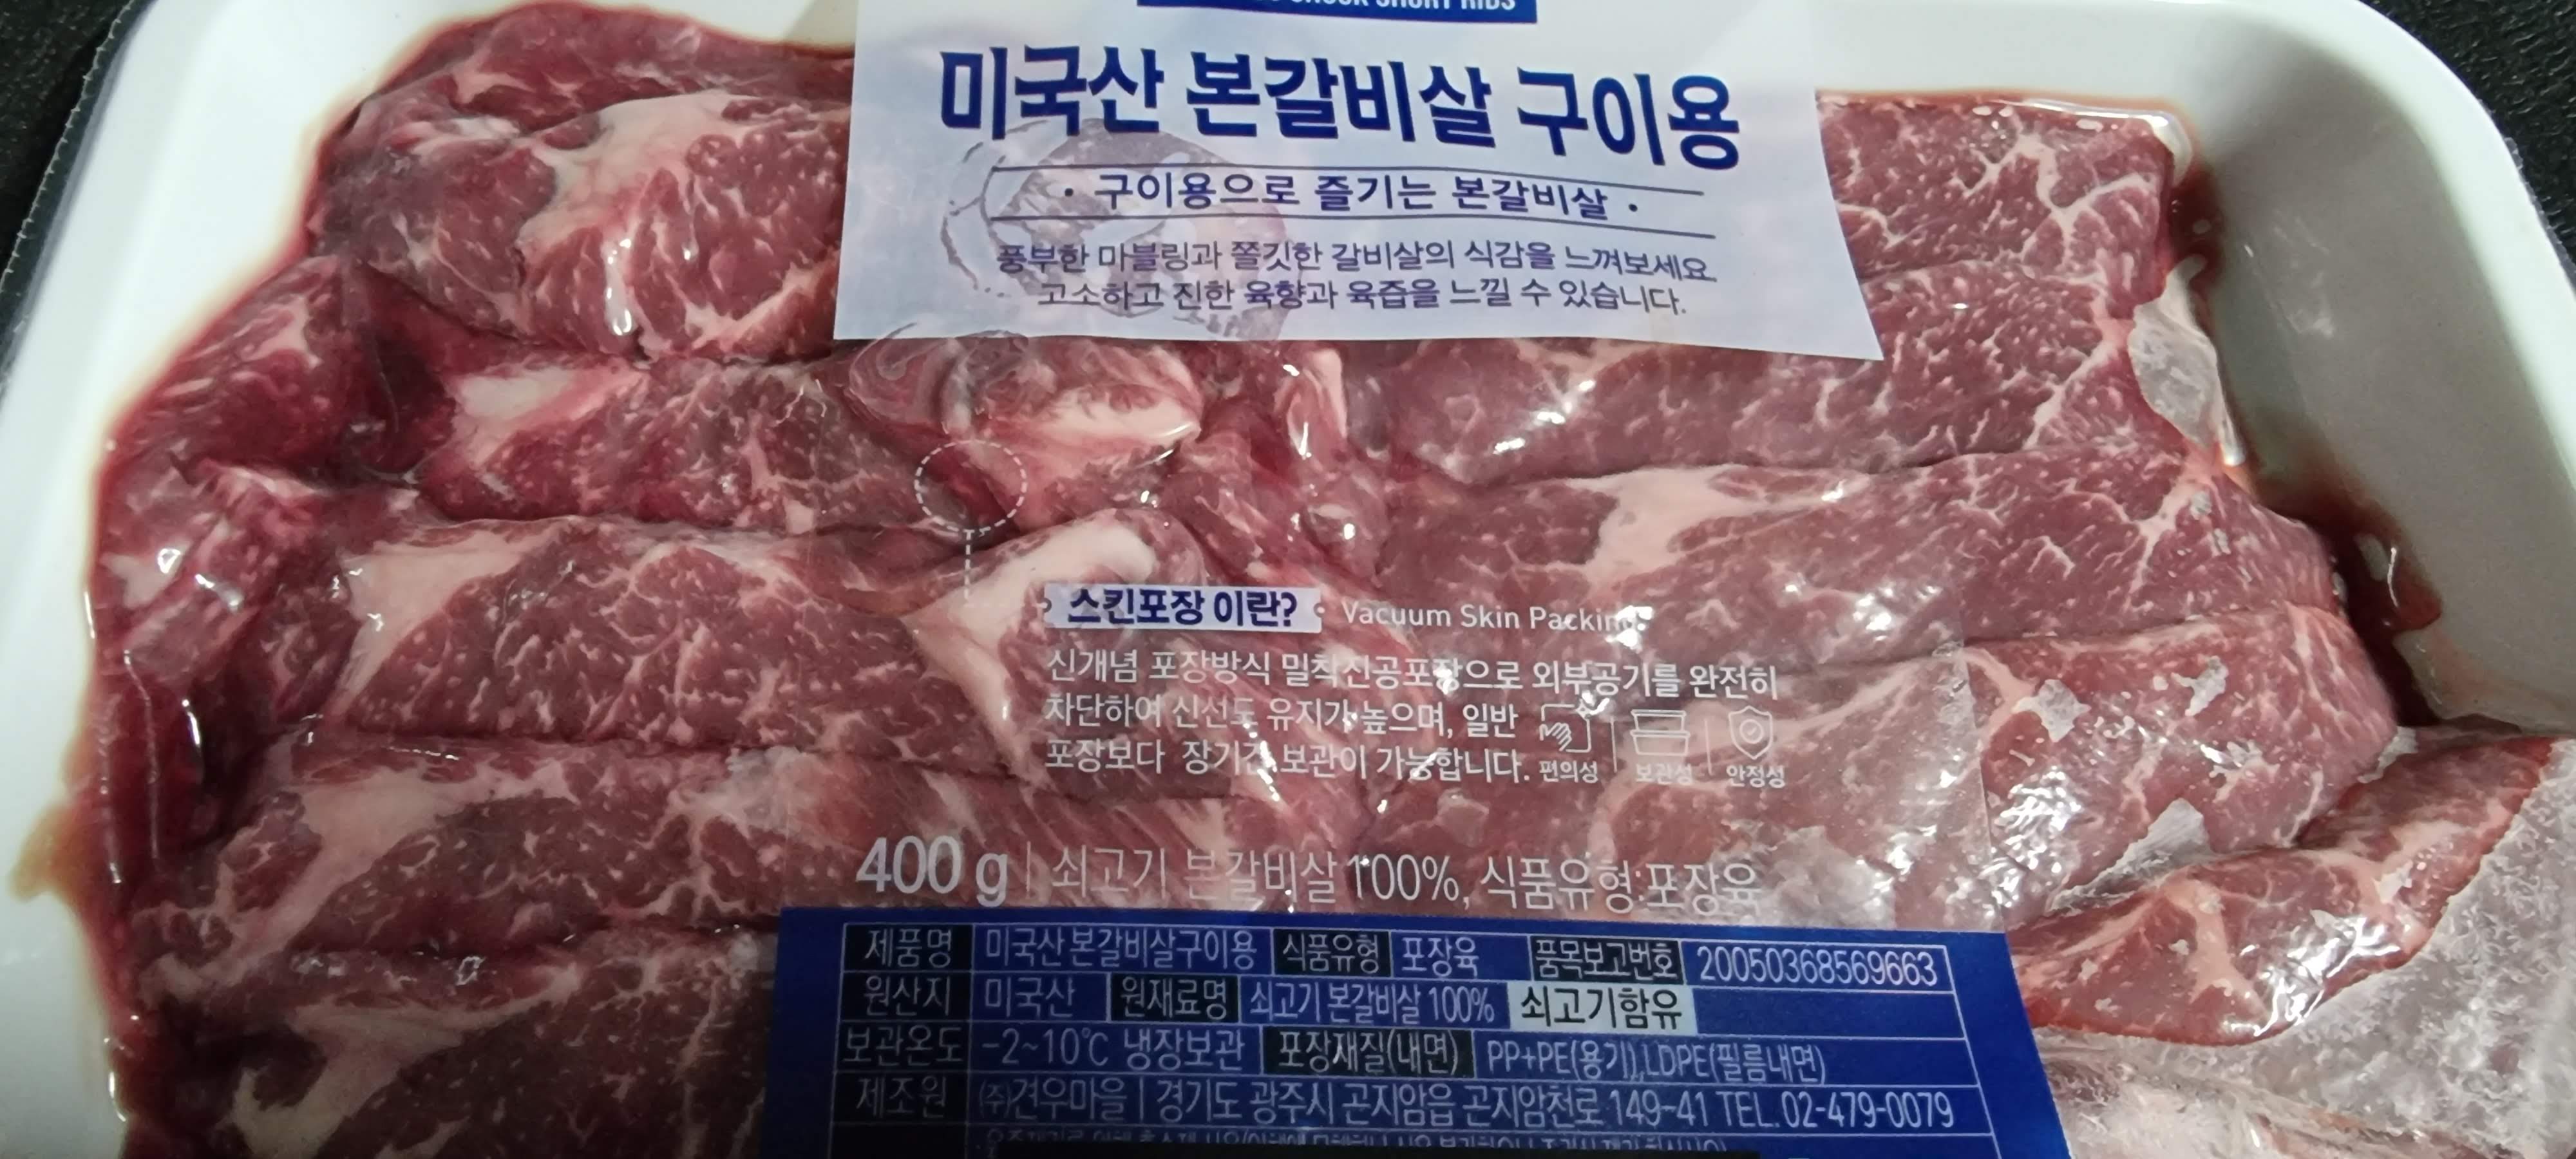 SHORT RIBS
미국산 본갈비살 구이용
· 구이용으로 즐기는 본갈비살 ·
풍부한 마블링과 쫄깃한 갈비살의 식감을 느껴보세요.
고소하고 진한 육향과 육즙을 느낄 수 있습니다.
스킨포장 이란? Vacuum Skin Packing
신개념 포장방식 밀착진공포장으로 외부공기를 완전히
차단하여 신선도 유지가 높으며, 일반
포장보다 장기간 보관이 가능합니다. 편의성 보관성 안정성
400 g | 쇠고기 본갈비살 100%, 식품유형:포장육
제품명 미국산 본갈비살구이용 식품유형 포장육 품목보고번호 20050368569663
원산지 미국산 원재료명 쇠고기 본갈비살 100% 쇠고기함유
보관온도 -2~10℃ 냉장보관 포장재질(내면) PP+PE(용기),LDPE(필름내면)
제조원 ㈜견우마을 | 경기도 광주시 곤지암읍 곤지암천로 149-41 TEL.02-479-0079